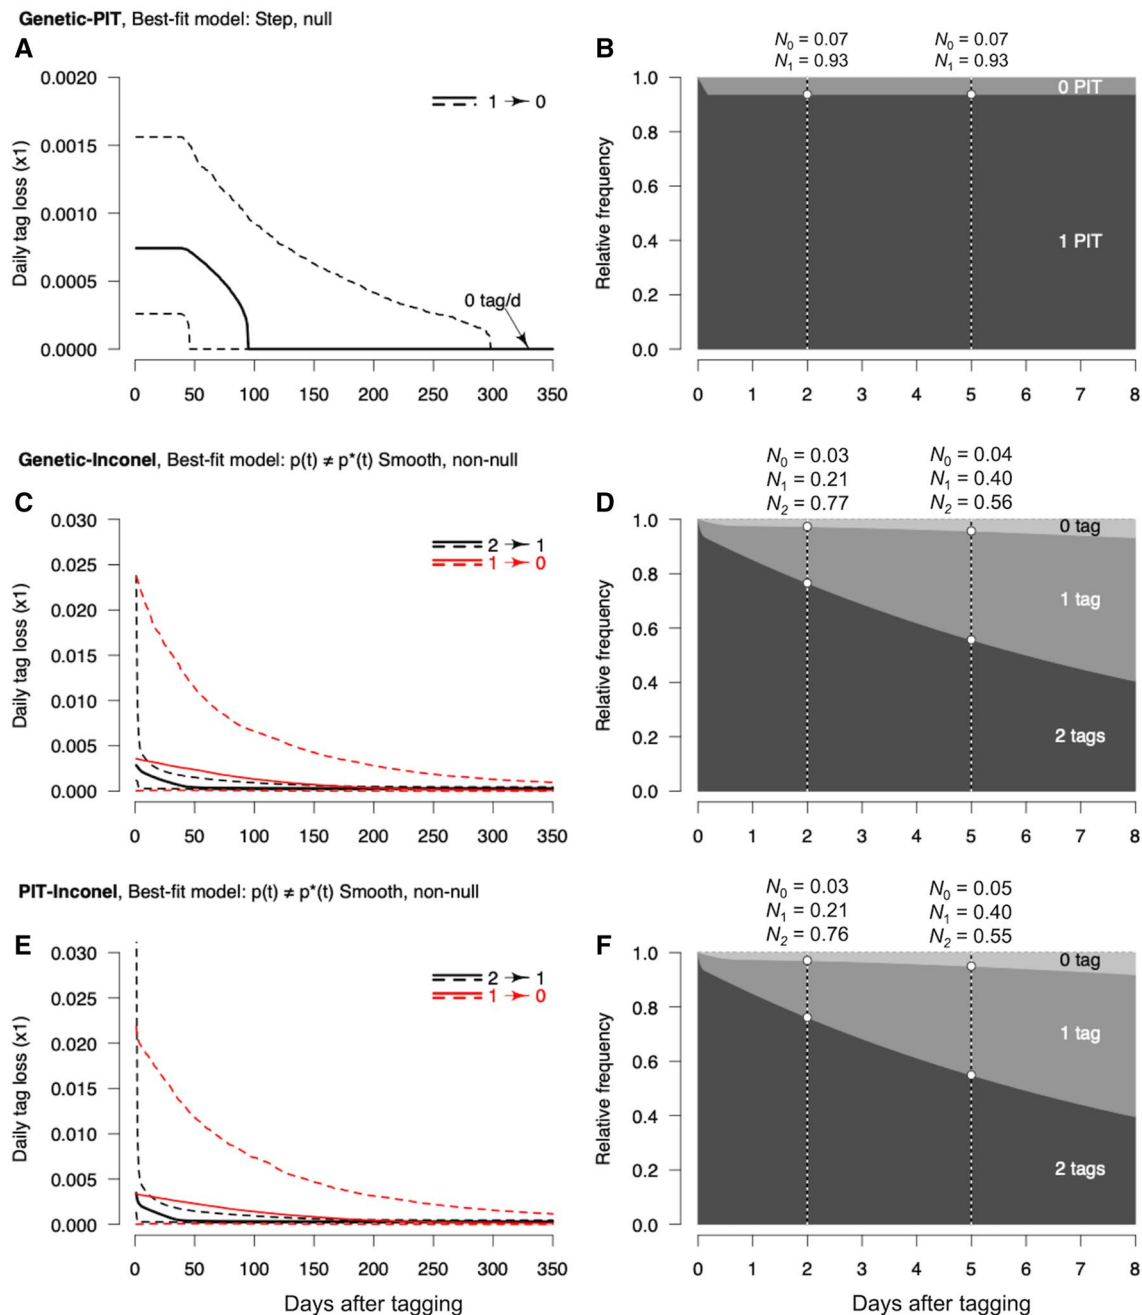 Genetic-PIT, Best-fit model: Step, null
A
0.0020
0.0015
0.0010
0.0005
0.0000
Daily tag loss (x1)
1 → 0
0 tag/d
0 50 100 150 200 250 300 350
B
N0 = 0.07
N1 = 0.93
N0 = 0.07
N1 = 0.93
1.0
0.8
0.6
0.4
0.2
0.0
Relative frequency
0 PIT
1 PIT
0 1 2 3 4 5 6 7 8
Genetic-Inconel, Best-fit model: p(t) ≠ p*(t) Smooth, non-null
C
0.030
0.025
0.020
0.015
0.010
0.005
0.000
Daily tag loss (x1)
2 → 1
1 → 0
0 50 100 150 200 250 300 350
D
N0 = 0.03
N1 = 0.21
N2 = 0.77
N0 = 0.04
N1 = 0.40
N2 = 0.56
1.0
0.8
0.6
0.4
0.2
0.0
Relative frequency
0 tag
1 tag
2 tags
0 1 2 3 4 5 6 7 8
PIT-Inconel, Best-fit model: p(t) ≠ p*(t) Smooth, non-null
E
0.030
0.025
0.020
0.015
0.010
0.005
0.000
Daily tag loss (x1)
2 → 1
1 → 0
0 50 100 150 200 250 300 350
Days after tagging
F
N0 = 0.03
N1 = 0.21
N2 = 0.76
N0 = 0.05
N1 = 0.40
N2 = 0.55
1.0
0.8
0.6
0.4
0.2
0.0
Relative frequency
0 tag
1 tag
2 tags
0 1 2 3 4 5 6 7 8
Days after tagging